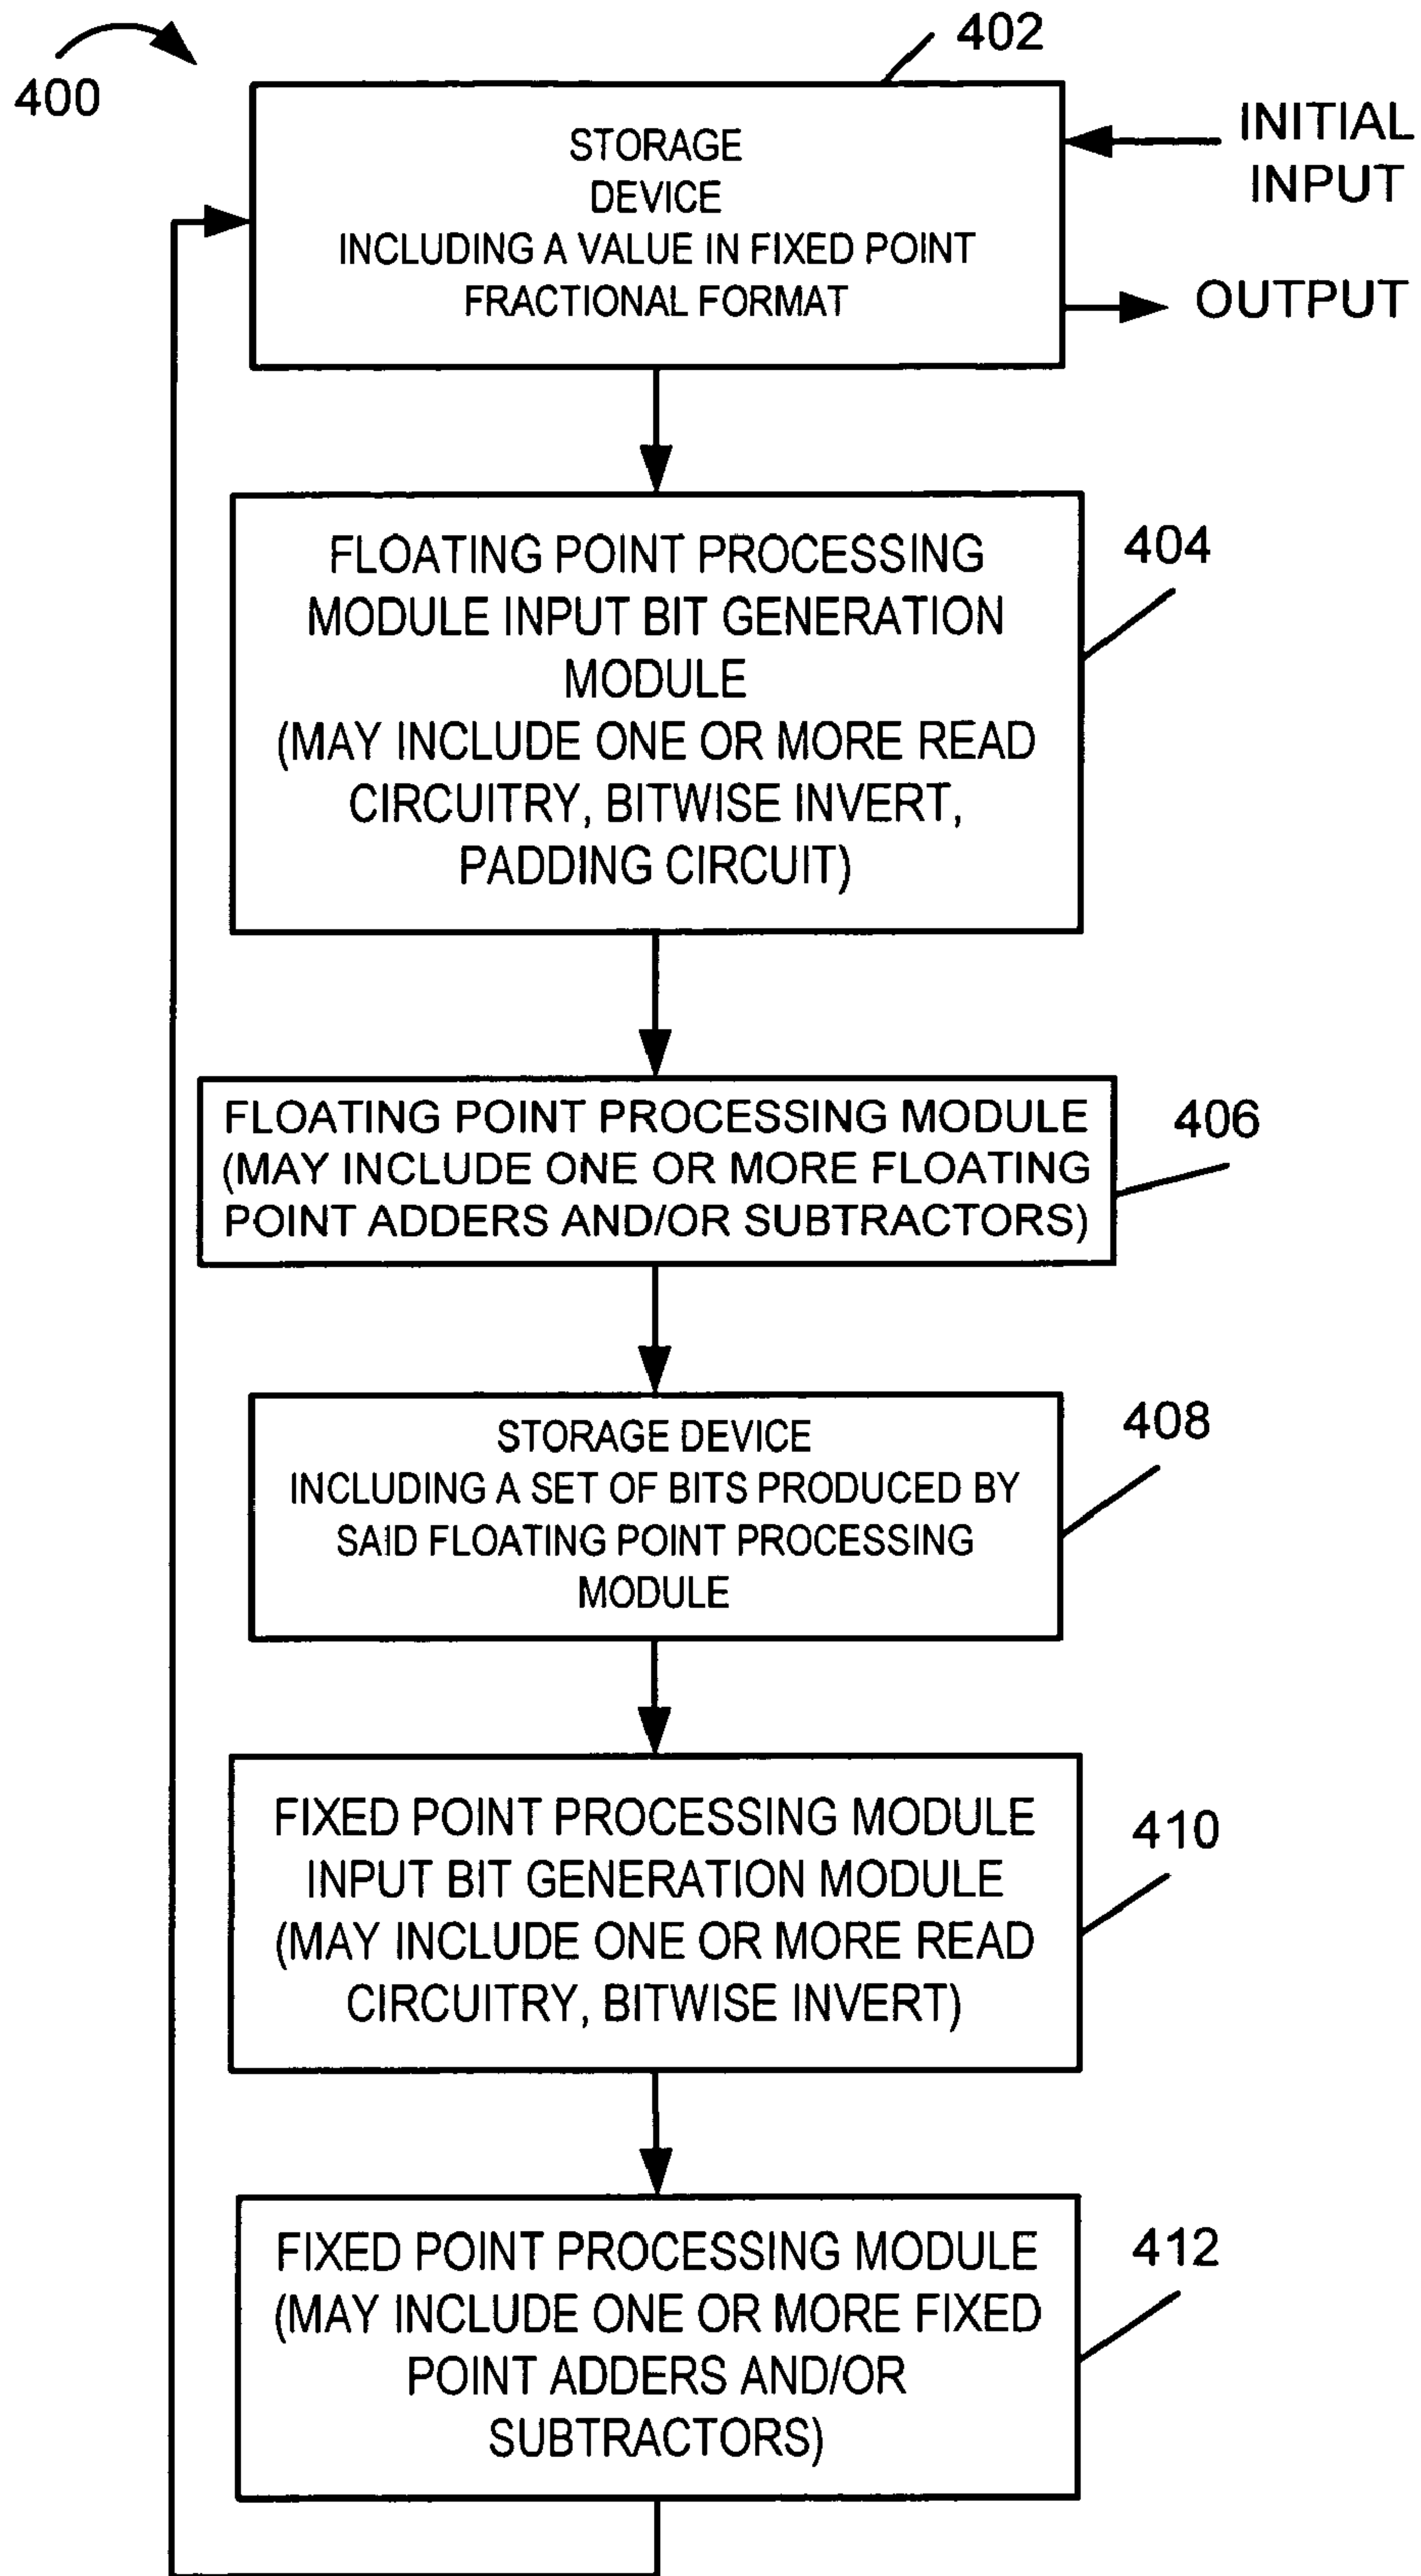 400
402
STORAGE
DEVICE
INCLUDING A VALUE IN FIXED POINT
FRACTIONAL FORMAT
INITIAL
INPUT
OUTPUT
FLOATING POINT PROCESSING
MODULE INPUT BIT GENERATION
MODULE
(MAY INCLUDE ONE OR MORE READ
CIRCUITRY, BITWISE INVERT,
PADDING CIRCUIT)
404
FLOATING POINT PROCESSING MODULE
(MAY INCLUDE ONE OR MORE FLOATING
POINT ADDERS AND/OR SUBTRACTORS)
406
STORAGE DEVICE
INCLUDING A SET OF BITS PRODUCED BY
SAID FLOATING POINT PROCESSING
MODULE
408
FIXED POINT PROCESSING MODULE
INPUT BIT GENERATION MODULE
(MAY INCLUDE ONE OR MORE READ
CIRCUITRY, BITWISE INVERT)
410
FIXED POINT PROCESSING MODULE
(MAY INCLUDE ONE OR MORE FIXED
POINT ADDERS AND/OR
SUBTRACTORS)
412